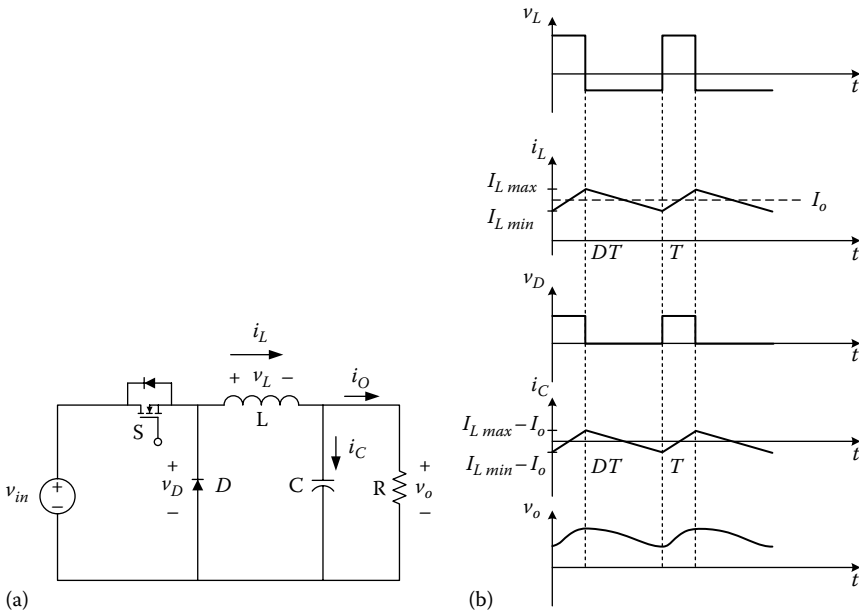 i_L
+ v_L −
L
i_O
S
i_C
v_in
+
−
+
v_D
−
D
C
R
+
v_o
−
(a)
v_L
t
i_L
I_L max
I_o
I_L min
DT
T
t
v_D
t
i_C
I_L max − I_o
I_L min − I_o
DT
T
t
v_o
t
(b)